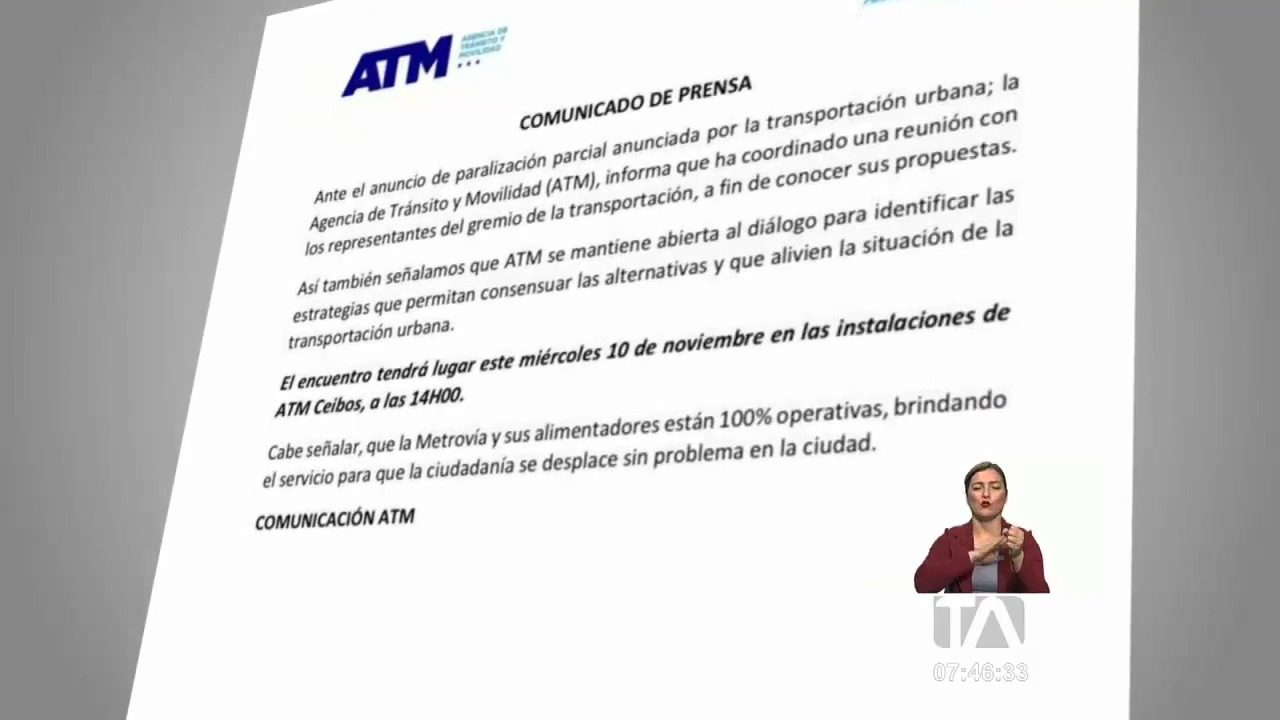 ATM
AGENCIA DE
TRÁNSITO Y
MOVILIDAD
COMUNICADO DE PRENSA
Ante el anuncio de paralización parcial anunciada por la transportación urbana; la
Agencia de Tránsito y Movilidad (ATM), informa que ha coordinado una reunión con
los representantes del gremio de la transportación, a fin de conocer sus propuestas.
Así también señalamos que ATM se mantiene abierta al diálogo para identificar las
estrategias que permitan consensuar las alternativas y que alivien la situación de la
transportación urbana.
El encuentro tendrá lugar este miércoles 10 de noviembre en las instalaciones de
ATM Ceibos, a las 14H00.
Cabe señalar, que la Metrovía y sus alimentadores están 100% operativas, brindando
el servicio para que la ciudadanía se desplace sin problema en la ciudad.
COMUNICACIÓN ATM
TA
07:46:33